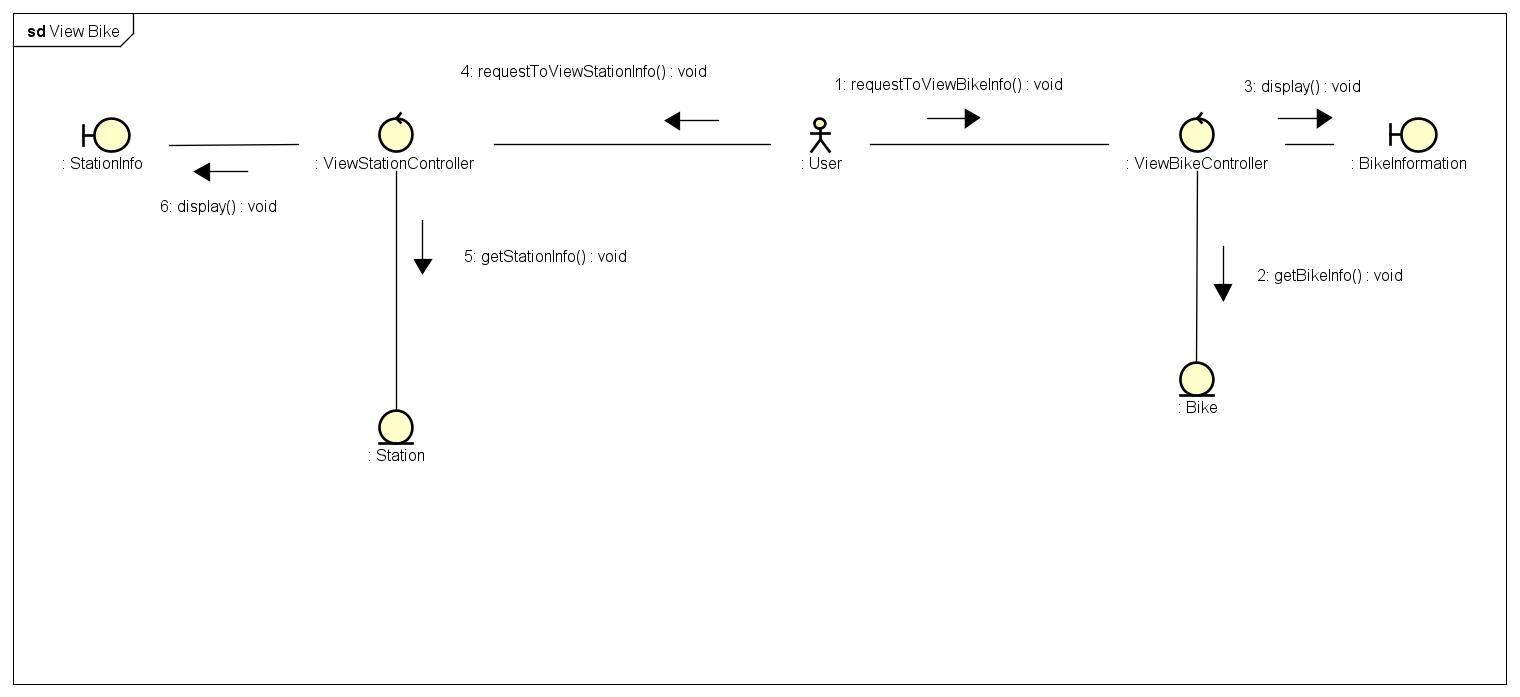 sd View Bike
4: requestToViewStationInfo() : void
1: requestToViewBikeInfo() : void
3: display() : void
: StationInfo
: ViewStationController
: User
: ViewBikeController
: BikeInformation
6: display() : void
5: getStationInfo() : void
2: getBikeInfo() : void
: Bike
: Station